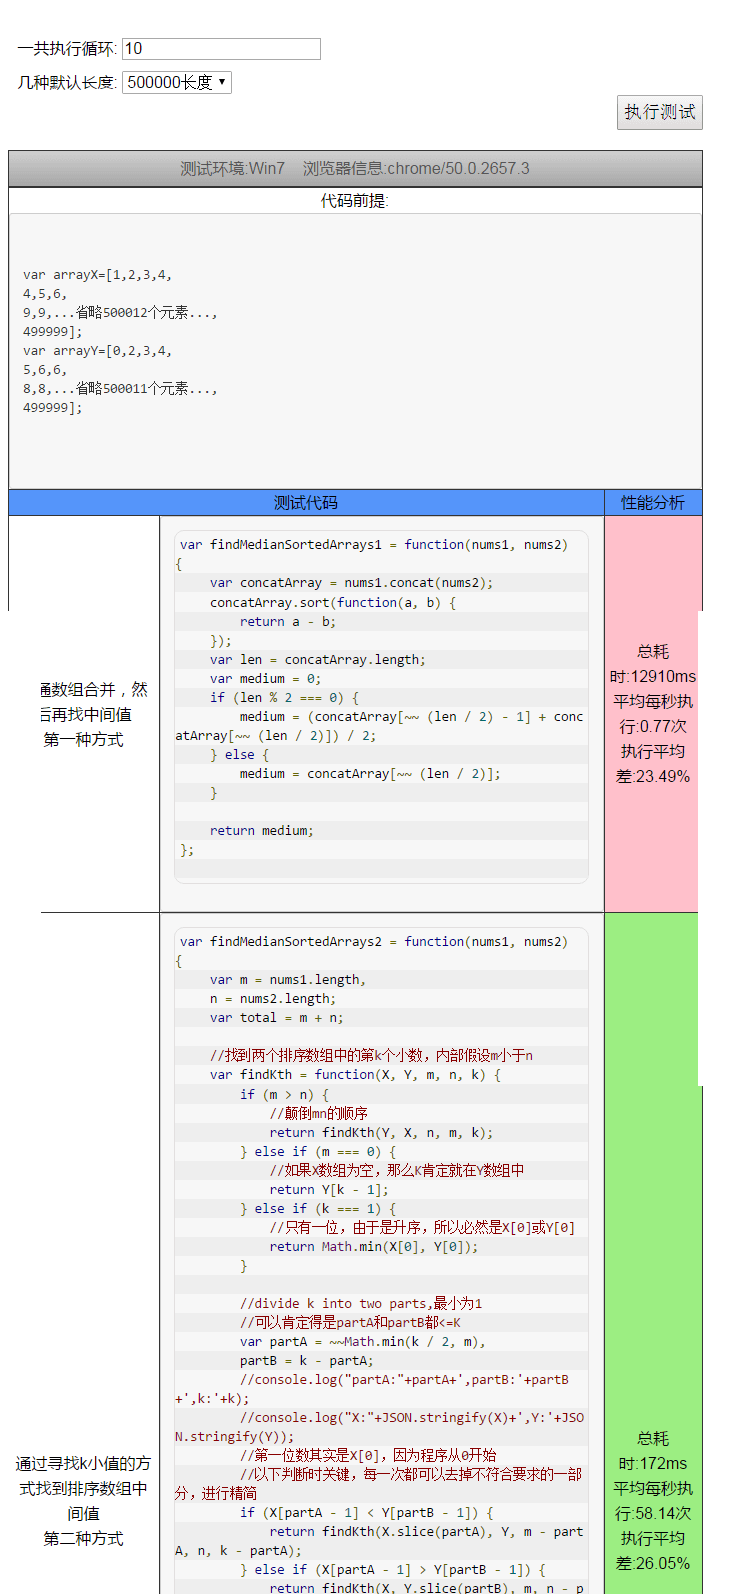 一共执行循环: 10
几种默认长度: 500000长度
执行测试
测试环境:Win7 浏览器信息:chrome/50.0.2657.3
代码前提:
var arrayX=[1,2,3,4,
4,5,6,
9,9,...省略500012个元素...,
499999];
var arrayY=[0,2,3,4,
5,6,6,
8,8,...省略500011个元素...,
499999];
测试代码 性能分析
通数组合并，然
后再找中间值
第一种方式
var findMedianSortedArrays1 = function(nums1, nums2)
{
    var concatArray = nums1.concat(nums2);
    concatArray.sort(function(a, b) {
        return a - b;
    });
    var len = concatArray.length;
    var medium = 0;
    if (len % 2 === 0) {
        medium = (concatArray[~~ (len / 2) - 1] + conc
atArray[~~ (len / 2)]) / 2;
    } else {
        medium = concatArray[~~ (len / 2)];
    }
    return medium;
};
总耗
时:12910ms
平均每秒执
行:0.77次
执行平均
差:23.49%
通过寻找k小值的方
式找到排序数组中
间值
第二种方式
var findMedianSortedArrays2 = function(nums1, nums2)
{
    var m = nums1.length,
    n = nums2.length;
    var total = m + n;
    //找到两个排序数组中的第k个小数，内部假设m小于n
    var findKth = function(X, Y, m, n, k) {
        if (m > n) {
            //颠倒mn的顺序
            return findKth(Y, X, n, m, k);
        } else if (m === 0) {
            //如果X数组为空，那么K肯定就在Y数组中
            return Y[k - 1];
        } else if (k === 1) {
            //只有一位，由于是升序，所以必然是X[0]或Y[0]
            return Math.min(X[0], Y[0]);
        }
        //divide k into two parts,最小为1
        //可以肯定得是partA和partB都<=K
        var partA = ~~Math.min(k / 2, m),
        partB = k - partA;
        //console.log("partA:"+partA+',partB:'+partB
+',k:'+k);
        //console.log("X:"+JSON.stringify(X)+',Y:'+JSO
N.stringify(Y));
        //第一位数其实是X[0]，因为程序从0开始
        //以下判断时关键，每一次都可以去掉不符合要求的一部
分，进行精简
        if (X[partA - 1] < Y[partB - 1]) {
            return findKth(X.slice(partA), Y, m - part
A, n, k - partA);
        } else if (X[partA - 1] > Y[partB - 1]) {
            return findKth(X, Y.slice(partB), m, n - p
总耗
时:172ms
平均每秒执
行:58.14次
执行平均
差:26.05%